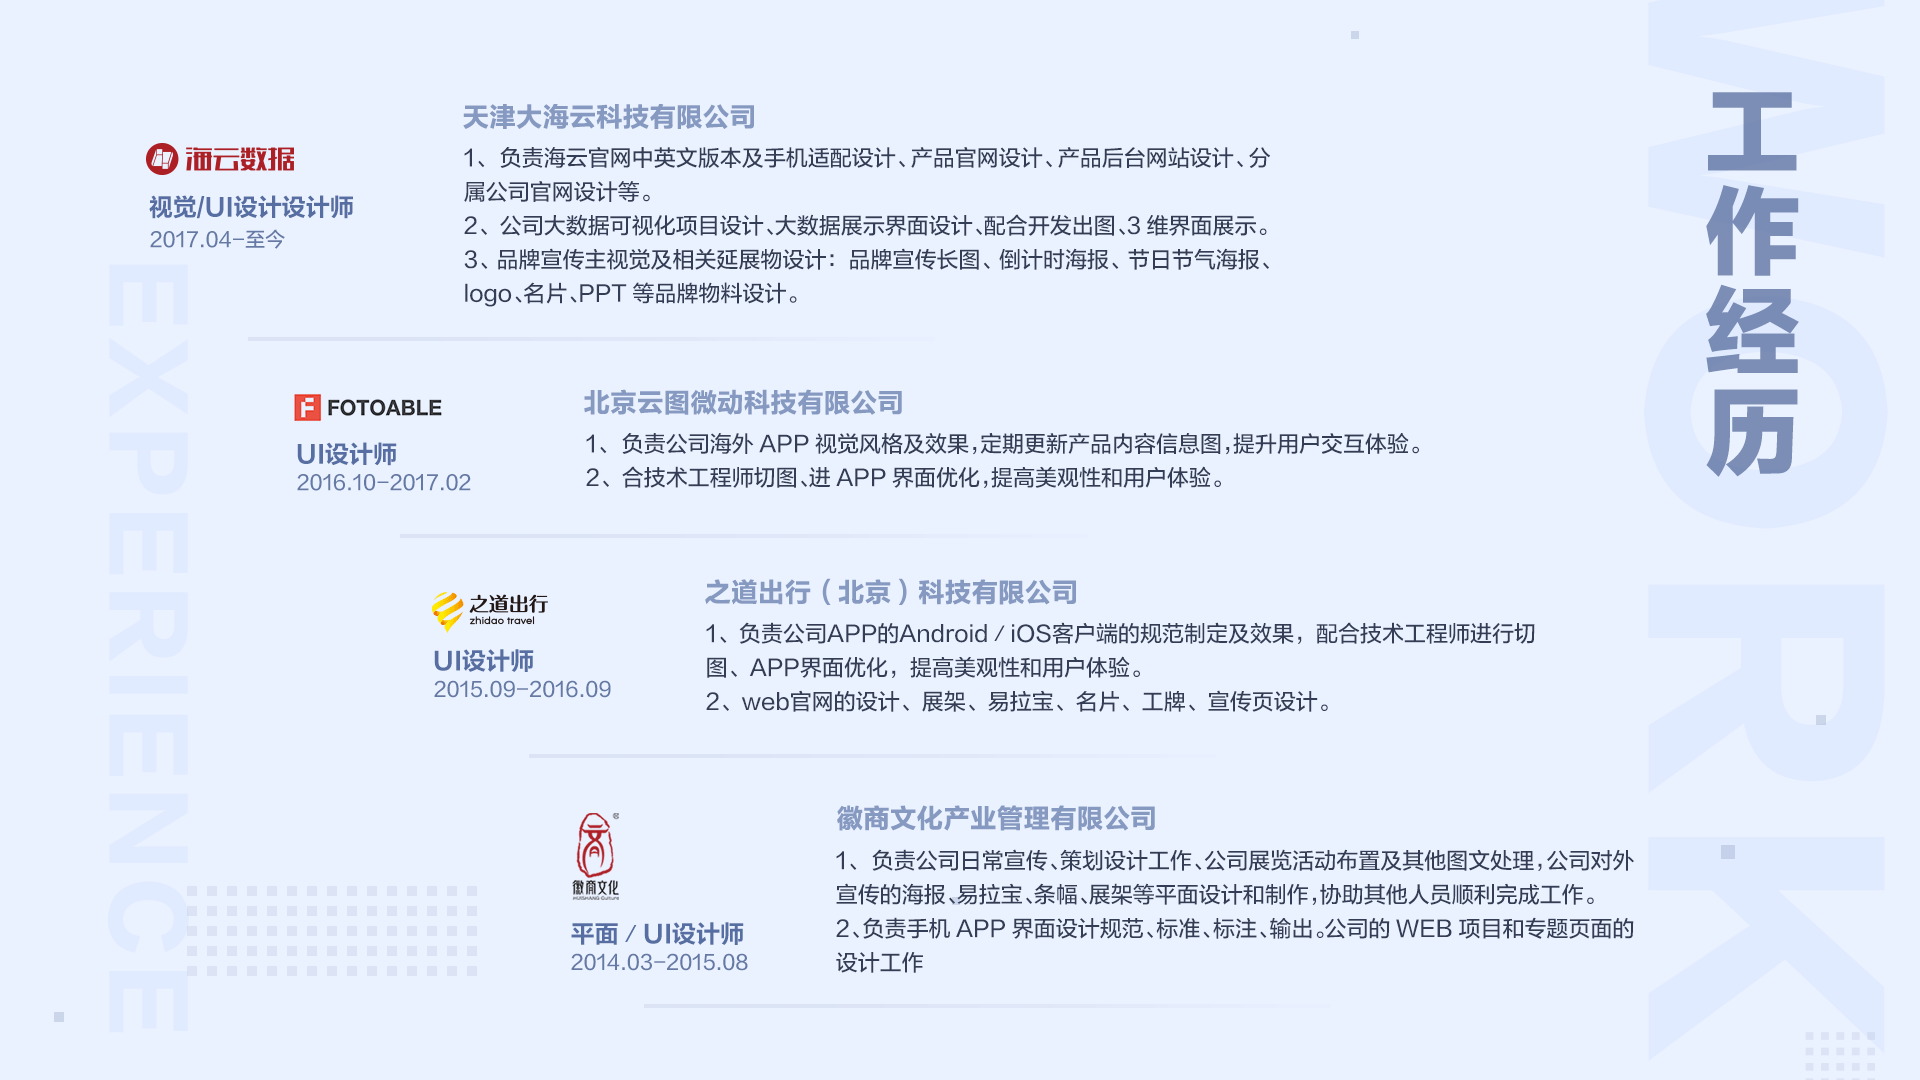 WORK
工作经历
EXPERIENCE
海云数据
视觉/UI设计设计师
2017.04-至今
天津大海云科技有限公司
1、负责海云官网中英文版本及手机适配设计、产品官网设计、产品后台网站设计、分
属公司官网设计等。
2、公司大数据可视化项目设计、大数据展示界面设计、配合开发出图、3 维界面展示。
3、品牌宣传主视觉及相关延展物设计：品牌宣传长图、倒计时海报、节日节气海报、
logo、名片、PPT 等品牌物料设计。
FOTOABLE
UI设计师
2016.10-2017.02
北京云图微动科技有限公司
1、负责公司海外 APP 视觉风格及效果,定期更新产品内容信息图,提升用户交互体验。
2、合技术工程师切图、进 APP 界面优化,提高美观性和用户体验。
之道出行
zhidao travel
UI设计师
2015.09-2016.09
之道出行（北京）科技有限公司
1、负责公司APP的Android / iOS客户端的规范制定及效果，配合技术工程师进行切
图、APP界面优化，提高美观性和用户体验。
2、web官网的设计、展架、易拉宝、名片、工牌、宣传页设计。
徽商文化
HUISHANG Culture
平面 / UI设计师
2014.03-2015.08
徽商文化产业管理有限公司
1、负责公司日常宣传、策划设计工作、公司展览活动布置及其他图文处理,公司对外
宣传的海报、易拉宝、条幅、展架等平面设计和制作,协助其他人员顺利完成工作。
2、负责手机 APP 界面设计规范、标准、标注、输出。公司的 WEB 项目和专题页面的
设计工作